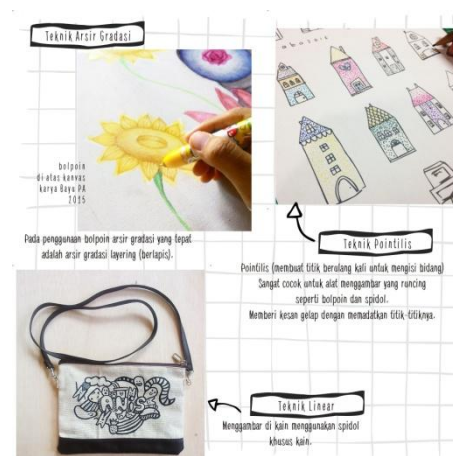 Teknik Arsir Gradasi
bolpoin
di atas kanvas
karya Bayu PA
2015
Pada penggunaan bolpoin arsir gradasi yang tepat
adalah arsir gradasi layering (berlapis).
Teknik Pointilis
Pointilis (membuat titik berulang kali untuk mengisi bidang)
Sangat cocok untuk alat menggambar yang runcing
seperti bolpoin dan spidol.
Memberi kesan gelap dengan memadatkan titik-titiknya.
Teknik Linear
Menggambar di kain menggunakan spidol
khusus kain.